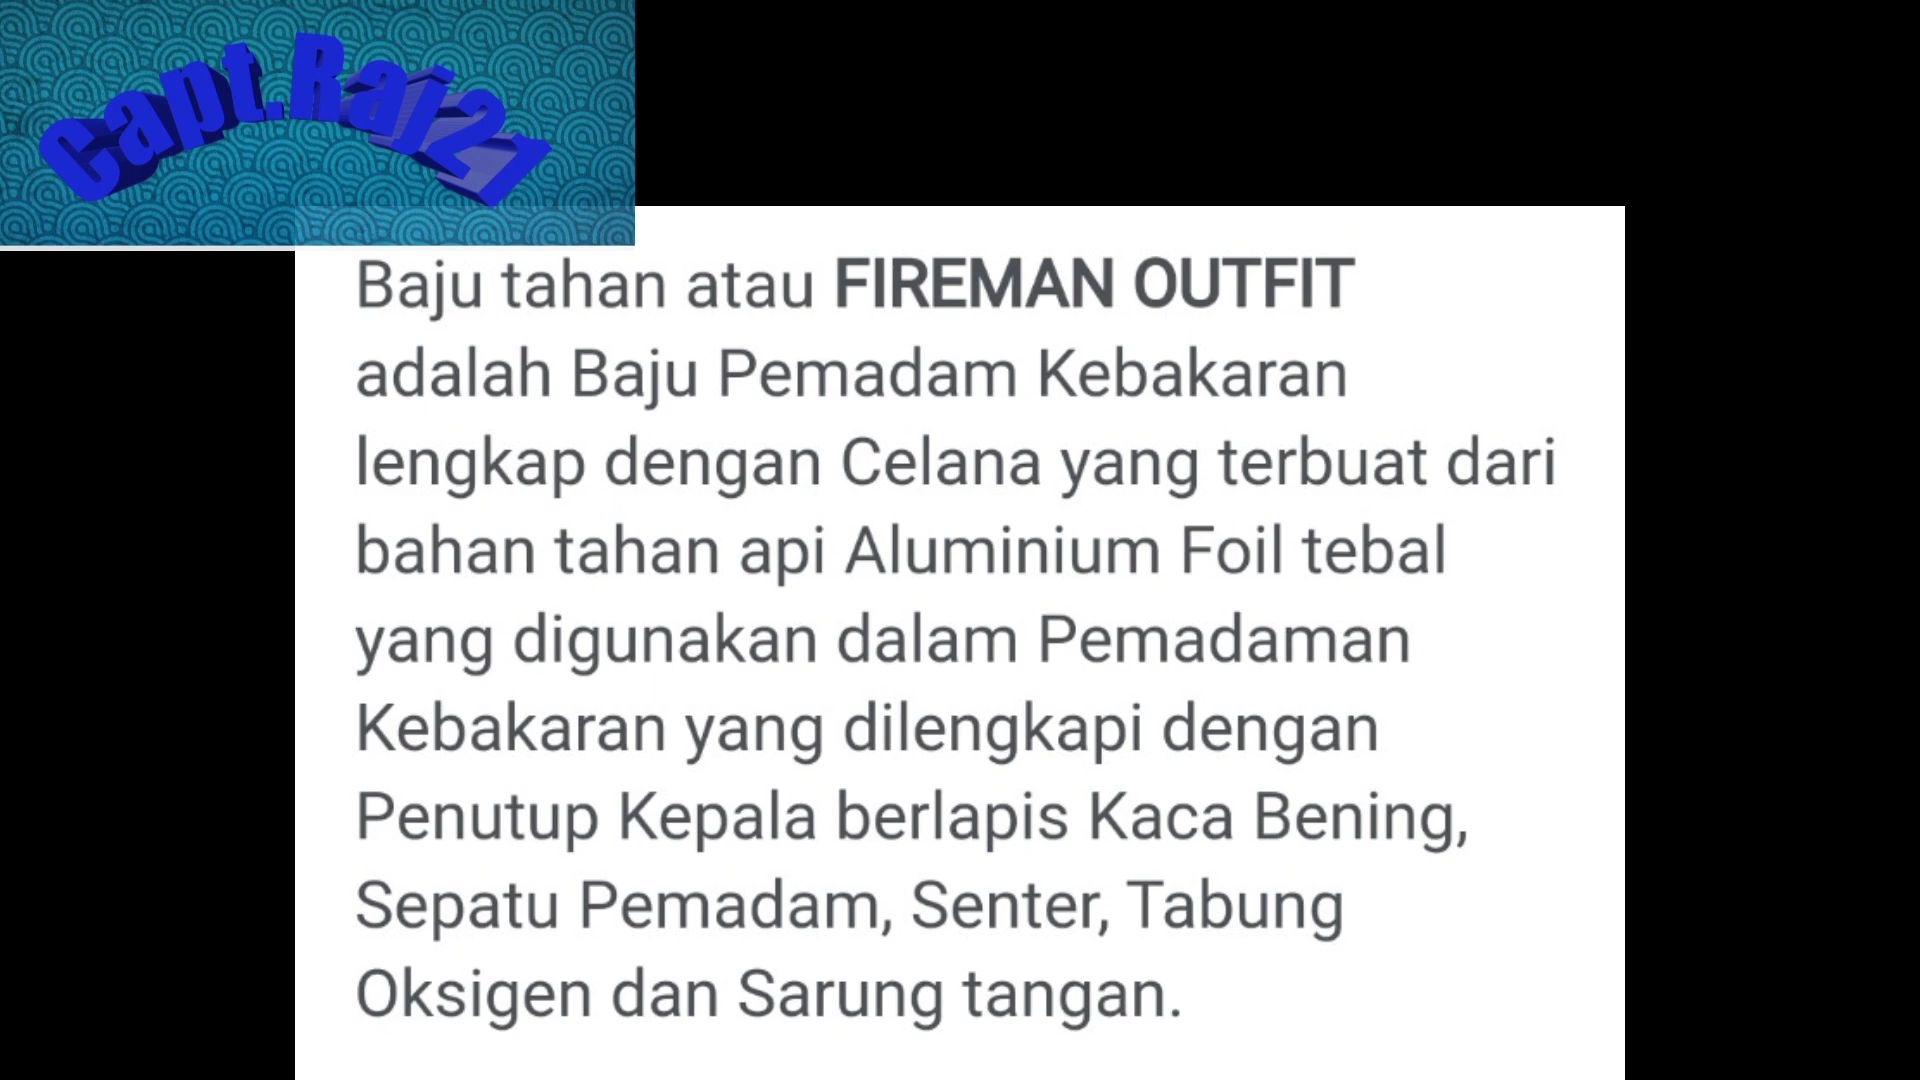 Capt.Raj21
Baju tahan atau FIREMAN OUTFIT
adalah Baju Pemadam Kebakaran
lengkap dengan Celana yang terbuat dari
bahan tahan api Aluminium Foil tebal
yang digunakan dalam Pemadaman
Kebakaran yang dilengkapi dengan
Penutup Kepala berlapis Kaca Bening,
Sepatu Pemadam, Senter, Tabung
Oksigen dan Sarung tangan.